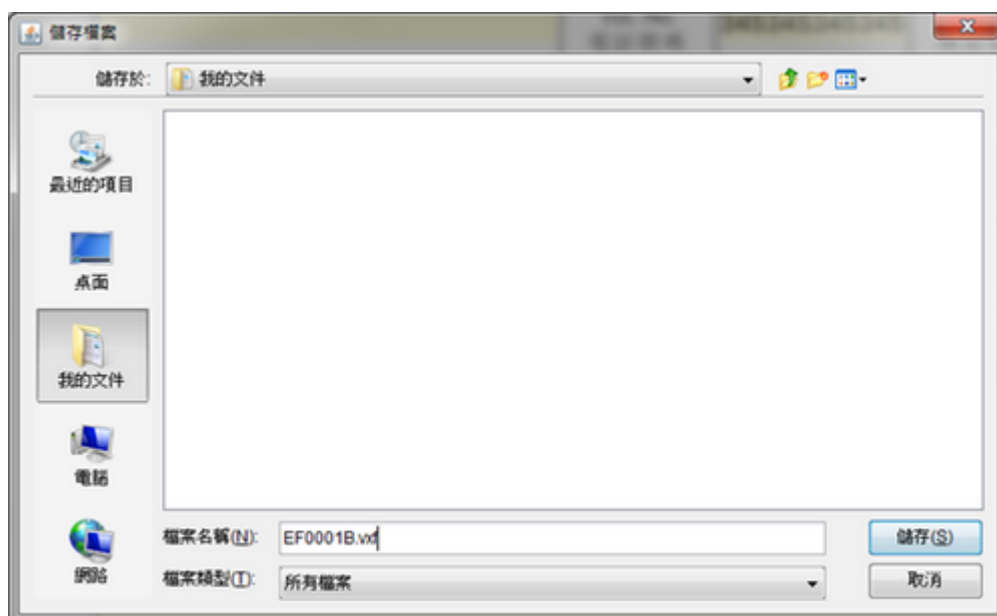 儲存檔案
儲存於:
我的文件
最近的項目
桌面
我的文件
電腦
網路
檔案名稱(N):
EF0001B.vxf
儲存(S)
檔案類型(T):
所有檔案
取消